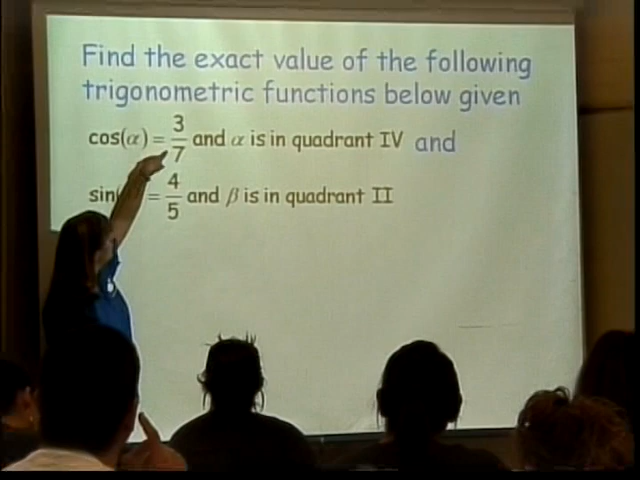 Find the exact value of the following
trigonometric functions below given
cos(α) = 3/7 and α is in quadrant IV and
sin( = 4/5 and β is in quadrant II